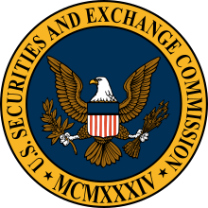 U.S. SECURITIES AND EXCHANGE COMMISSION
MCMXXXIV